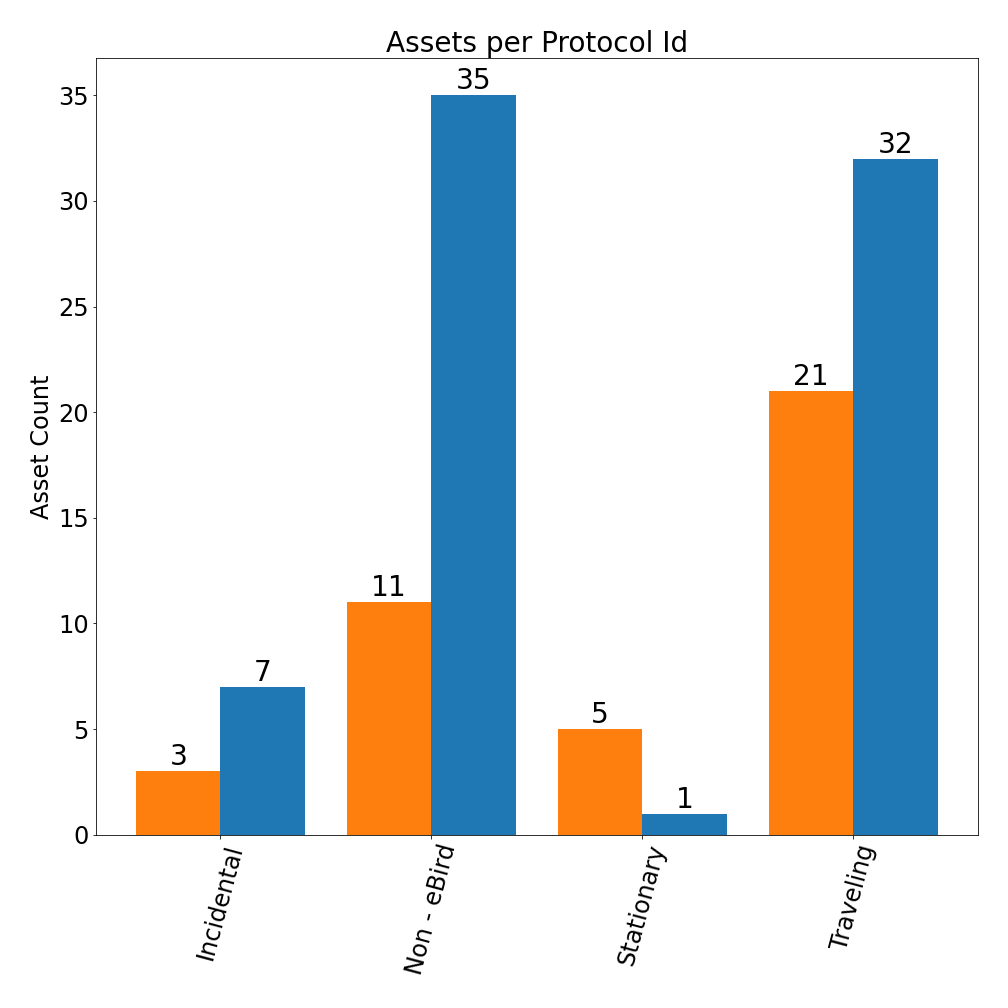 Assets per Protocol Id
Asset Count
35
30
25
20
15
10
5
0
3
7
11
35
5
1
21
32
Incidental
Non - eBird
Stationary
Traveling